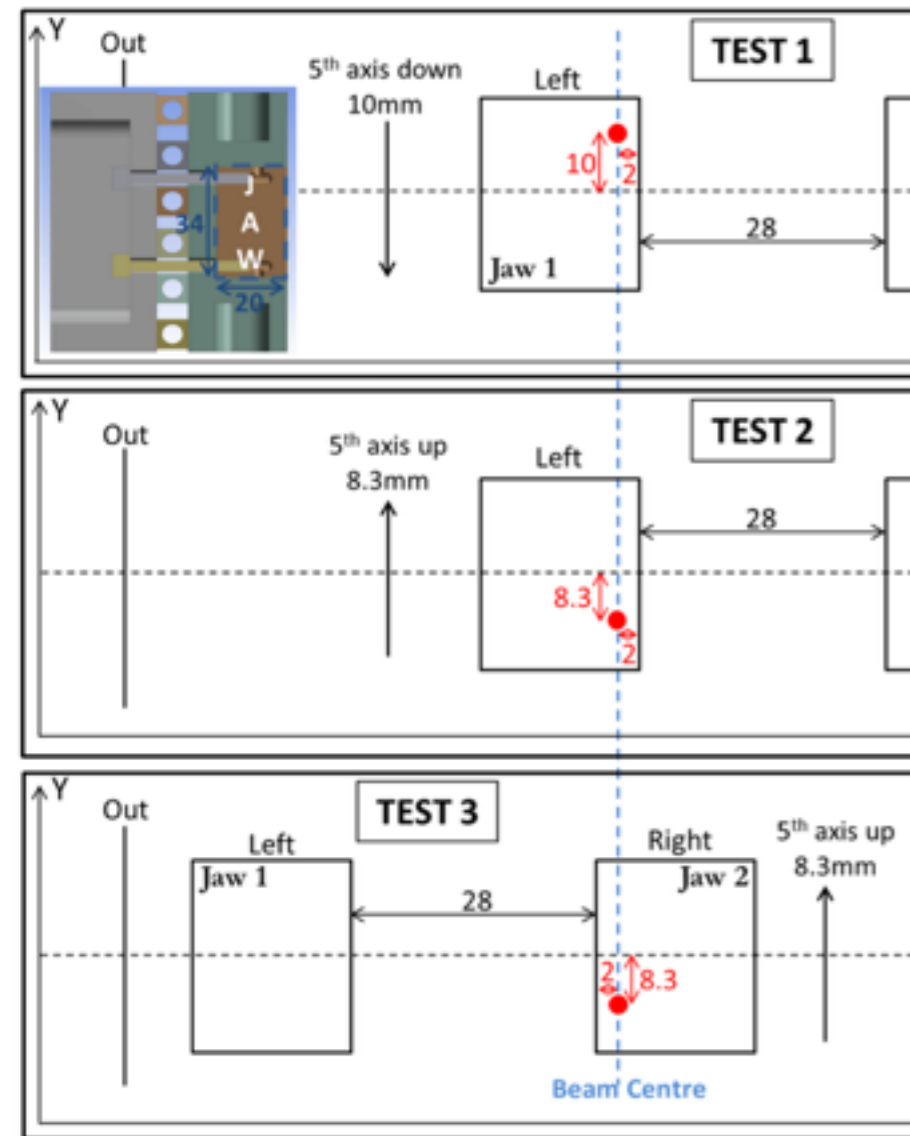 Y
Out
5th axis down
10mm
Left
TEST 1
10
2
28
Jaw 1
J
A
W
34
20
Y
Out
5th axis up
8.3mm
Left
TEST 2
28
8.3
2
Y
Out
TEST 3
Left
Right
5th axis up
8.3mm
Jaw 1
Jaw 2
28
2
8.3
Beam Centre